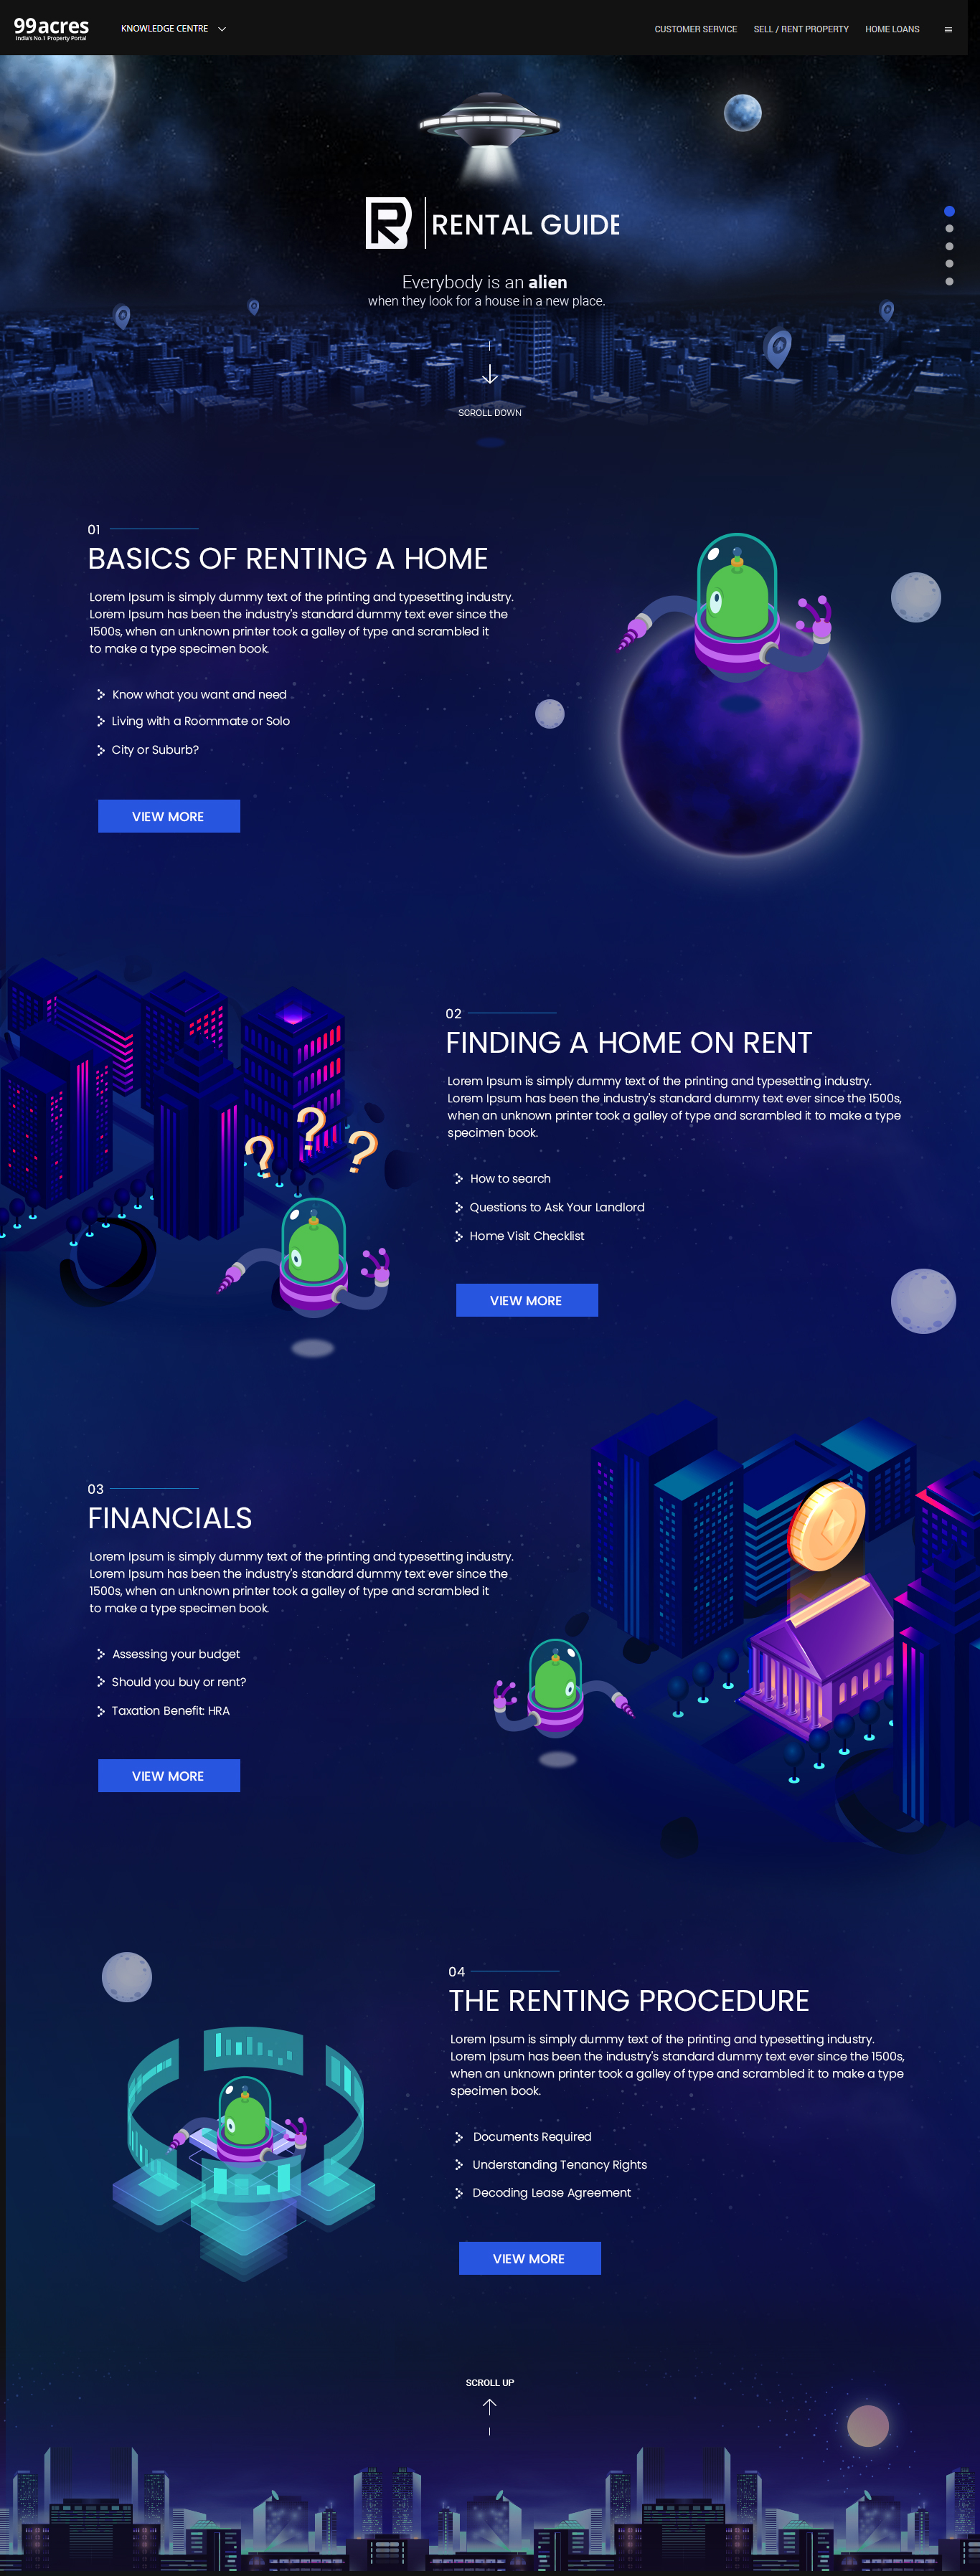 99acres
India's No.1 Property Portal
KNOWLEDGE CENTRE
CUSTOMER SERVICE
SELL / RENT PROPERTY
HOME LOANS
R
RENTAL GUIDE
Everybody is an alien
when they look for a house in a new place.
SCROLL DOWN
01
BASICS OF RENTING A HOME
Lorem Ipsum is simply dummy text of the printing and typesetting industry.
Lorem Ipsum has been the industry's standard dummy text ever since the
1500s, when an unknown printer took a galley of type and scrambled it
to make a type specimen book.
Know what you want and need
Living with a Roommate or Solo
City or Suburb?
VIEW MORE
02
FINDING A HOME ON RENT
Lorem Ipsum is simply dummy text of the printing and typesetting industry.
Lorem Ipsum has been the industry's standard dummy text ever since the 1500s,
when an unknown printer took a galley of type and scrambled it to make a type
specimen book.
How to search
Questions to Ask Your Landlord
Home Visit Checklist
VIEW MORE
? ? ?
03
FINANCIALS
Lorem Ipsum is simply dummy text of the printing and typesetting industry.
Lorem Ipsum has been the industry's standard dummy text ever since the
1500s, when an unknown printer took a galley of type and scrambled it
to make a type specimen book.
Assessing your budget
Should you buy or rent?
Taxation Benefit: HRA
VIEW MORE
04
THE RENTING PROCEDURE
Lorem Ipsum is simply dummy text of the printing and typesetting industry.
Lorem Ipsum has been the industry's standard dummy text ever since the 1500s,
when an unknown printer took a galley of type and scrambled it to make a type
specimen book.
Documents Required
Understanding Tenancy Rights
Decoding Lease Agreement
VIEW MORE
SCROLL UP